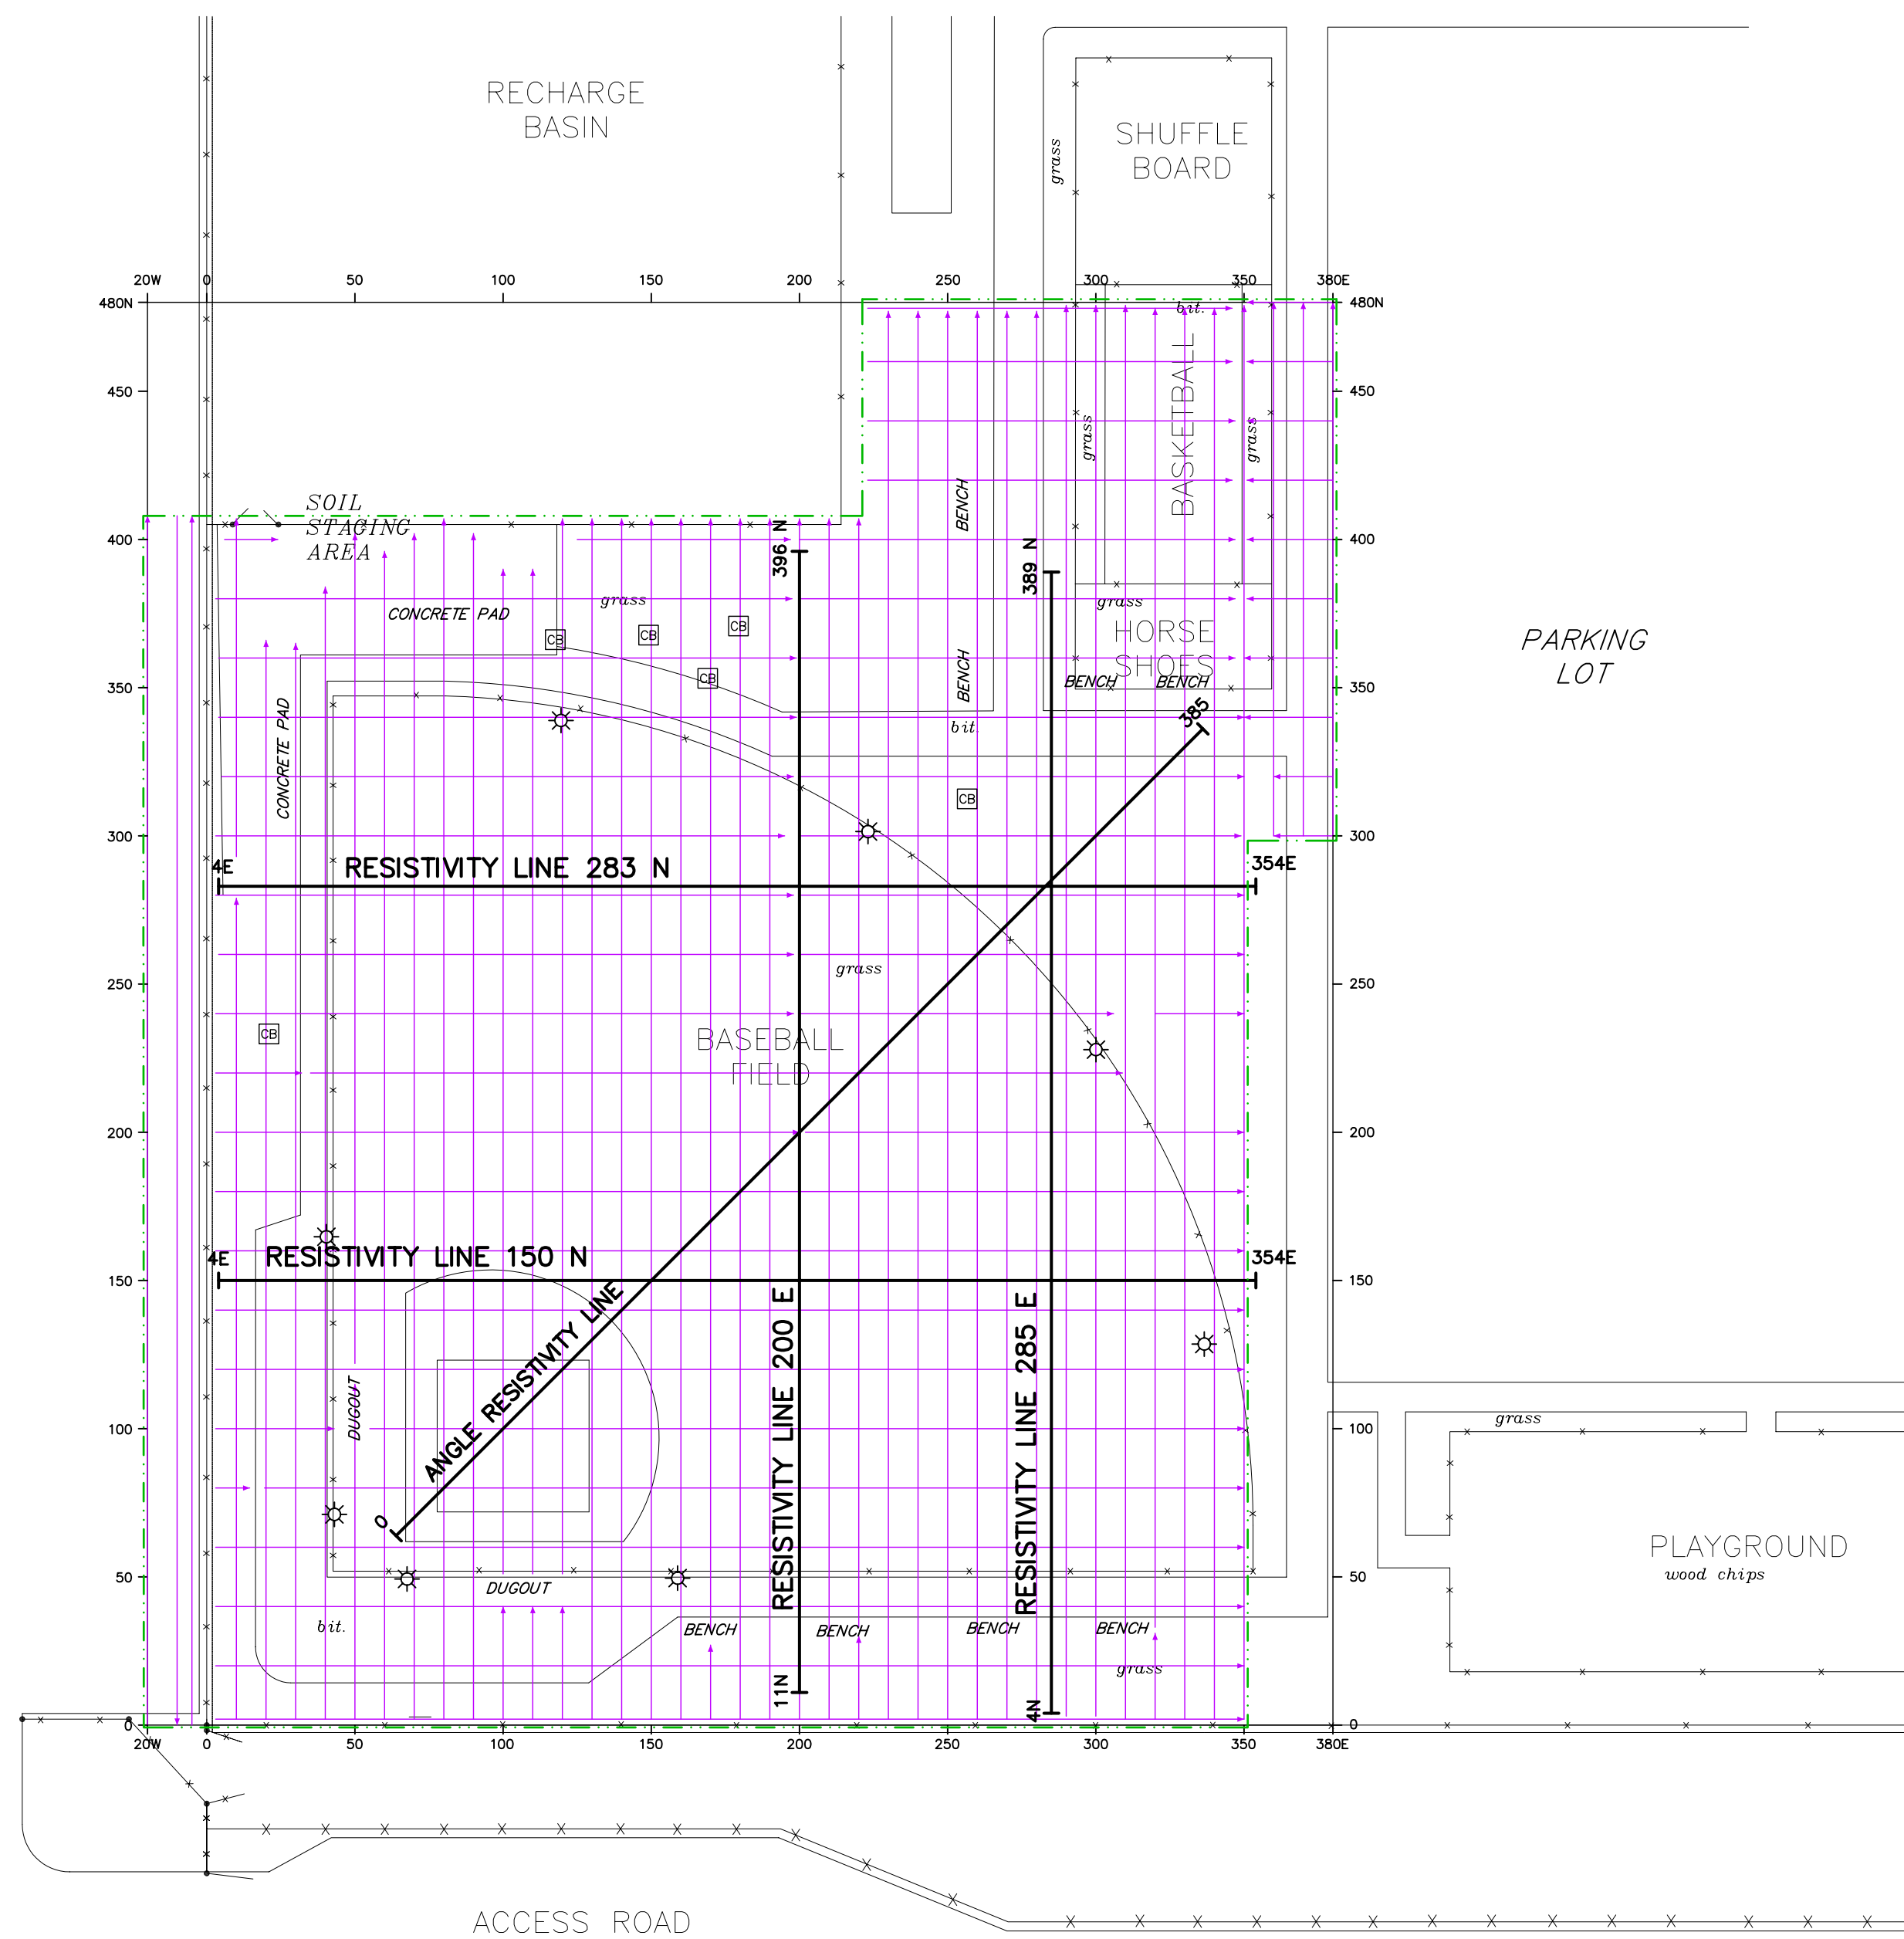 RECHARGE
BASIN
SHUFFLE
BOARD
grass
20W 0 50 100 150 200 250 300 350 380E
480N
480N
bit.
BASKETBALL
grass
grass
450
450
SOIL
STAGING
AREA
BENCH
400
400
396 N
389 N
CONCRETE PAD
grass
grass
CB
CB
CB
CB
HORSE
SHOES
PARKING
LOT
BENCH
BENCH
BENCH
350
350
CONCRETE PAD
bit.
385
CB
300
300
4E
RESISTIVITY LINE 283 N
354E
250
grass
250
CB
BASEBALL
FIELD
200
200
4E
RESISTIVITY LINE 150 N
354E
150
150
ANGLE RESISTIVITY LINE
0
RESISTIVITY LINE 200 E
RESISTIVITY LINE 285 E
DUGOUT
100
100
grass
50
50
DUGOUT
PLAYGROUND
wood chips
bit.
BENCH
BENCH
BENCH
BENCH
grass
11N
4N
0
0
20W 0 50 100 150 200 250 300 350 380E
ACCESS ROAD